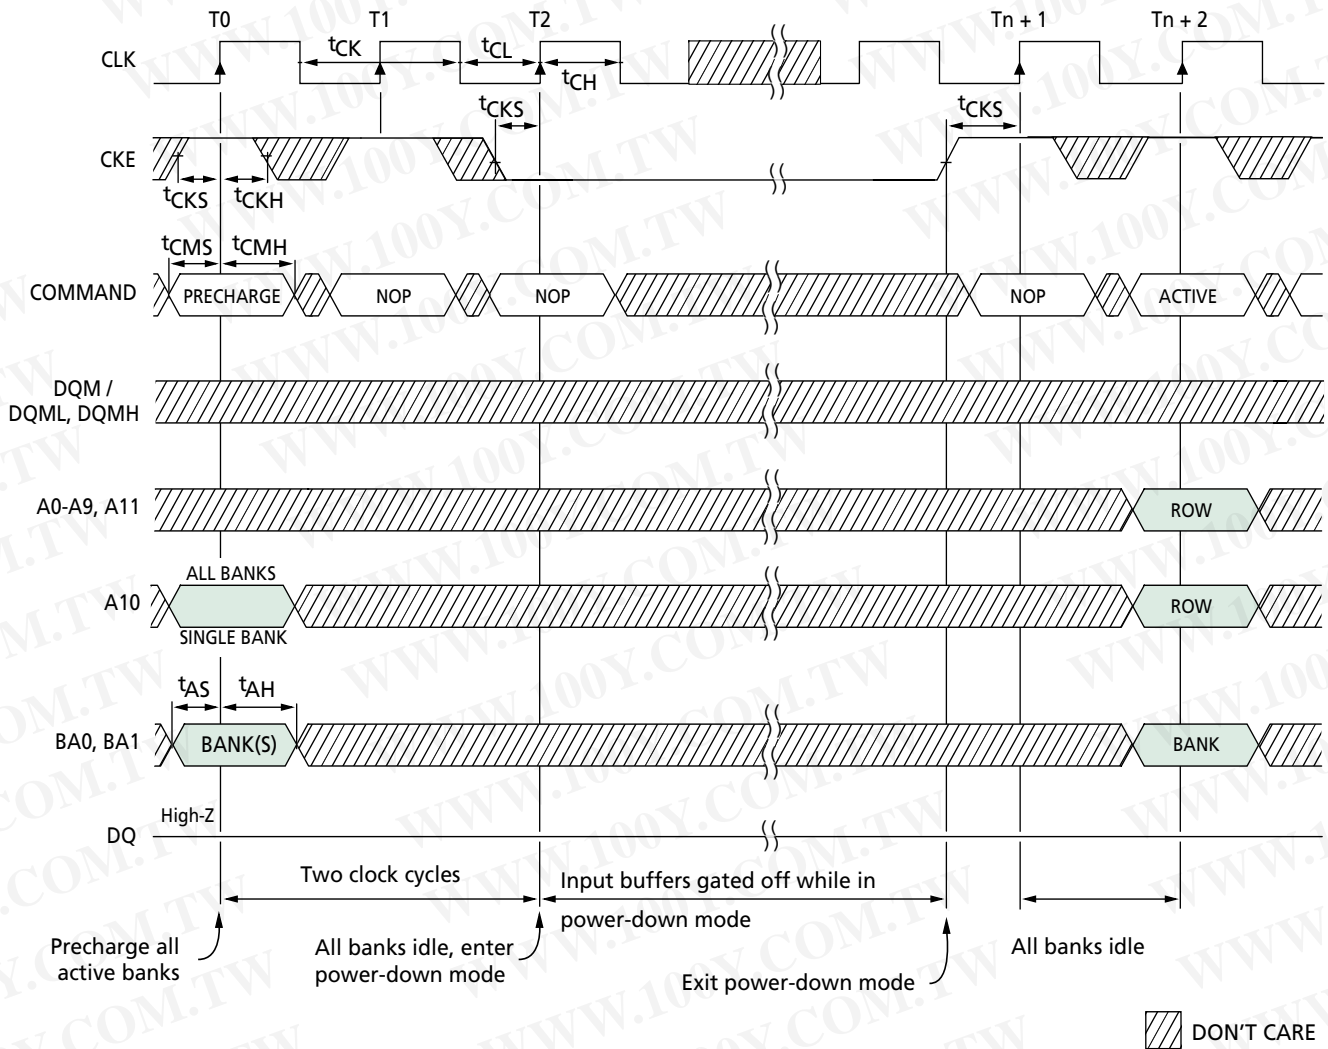 T0 T1 T2 Tn + 1 Tn + 2
CLK
tCK
tCL
tCH
tCKS
tCKS
CKE
tCKS
tCKH
tCMS
tCMH
COMMAND
PRECHARGE
NOP
NOP
NOP
ACTIVE
DQM /
DQML, DQMH
A0-A9, A11
ROW
ALL BANKS
A10
ROW
SINGLE BANK
tAS
tAH
BA0, BA1
BANK(S)
BANK
High-Z
DQ
Two clock cycles
Input buffers gated off while in
power-down mode
Precharge all
active banks
All banks idle, enter
power-down mode
Exit power-down mode
All banks idle
DON'T CARE
WWW.100Y.COM.TW